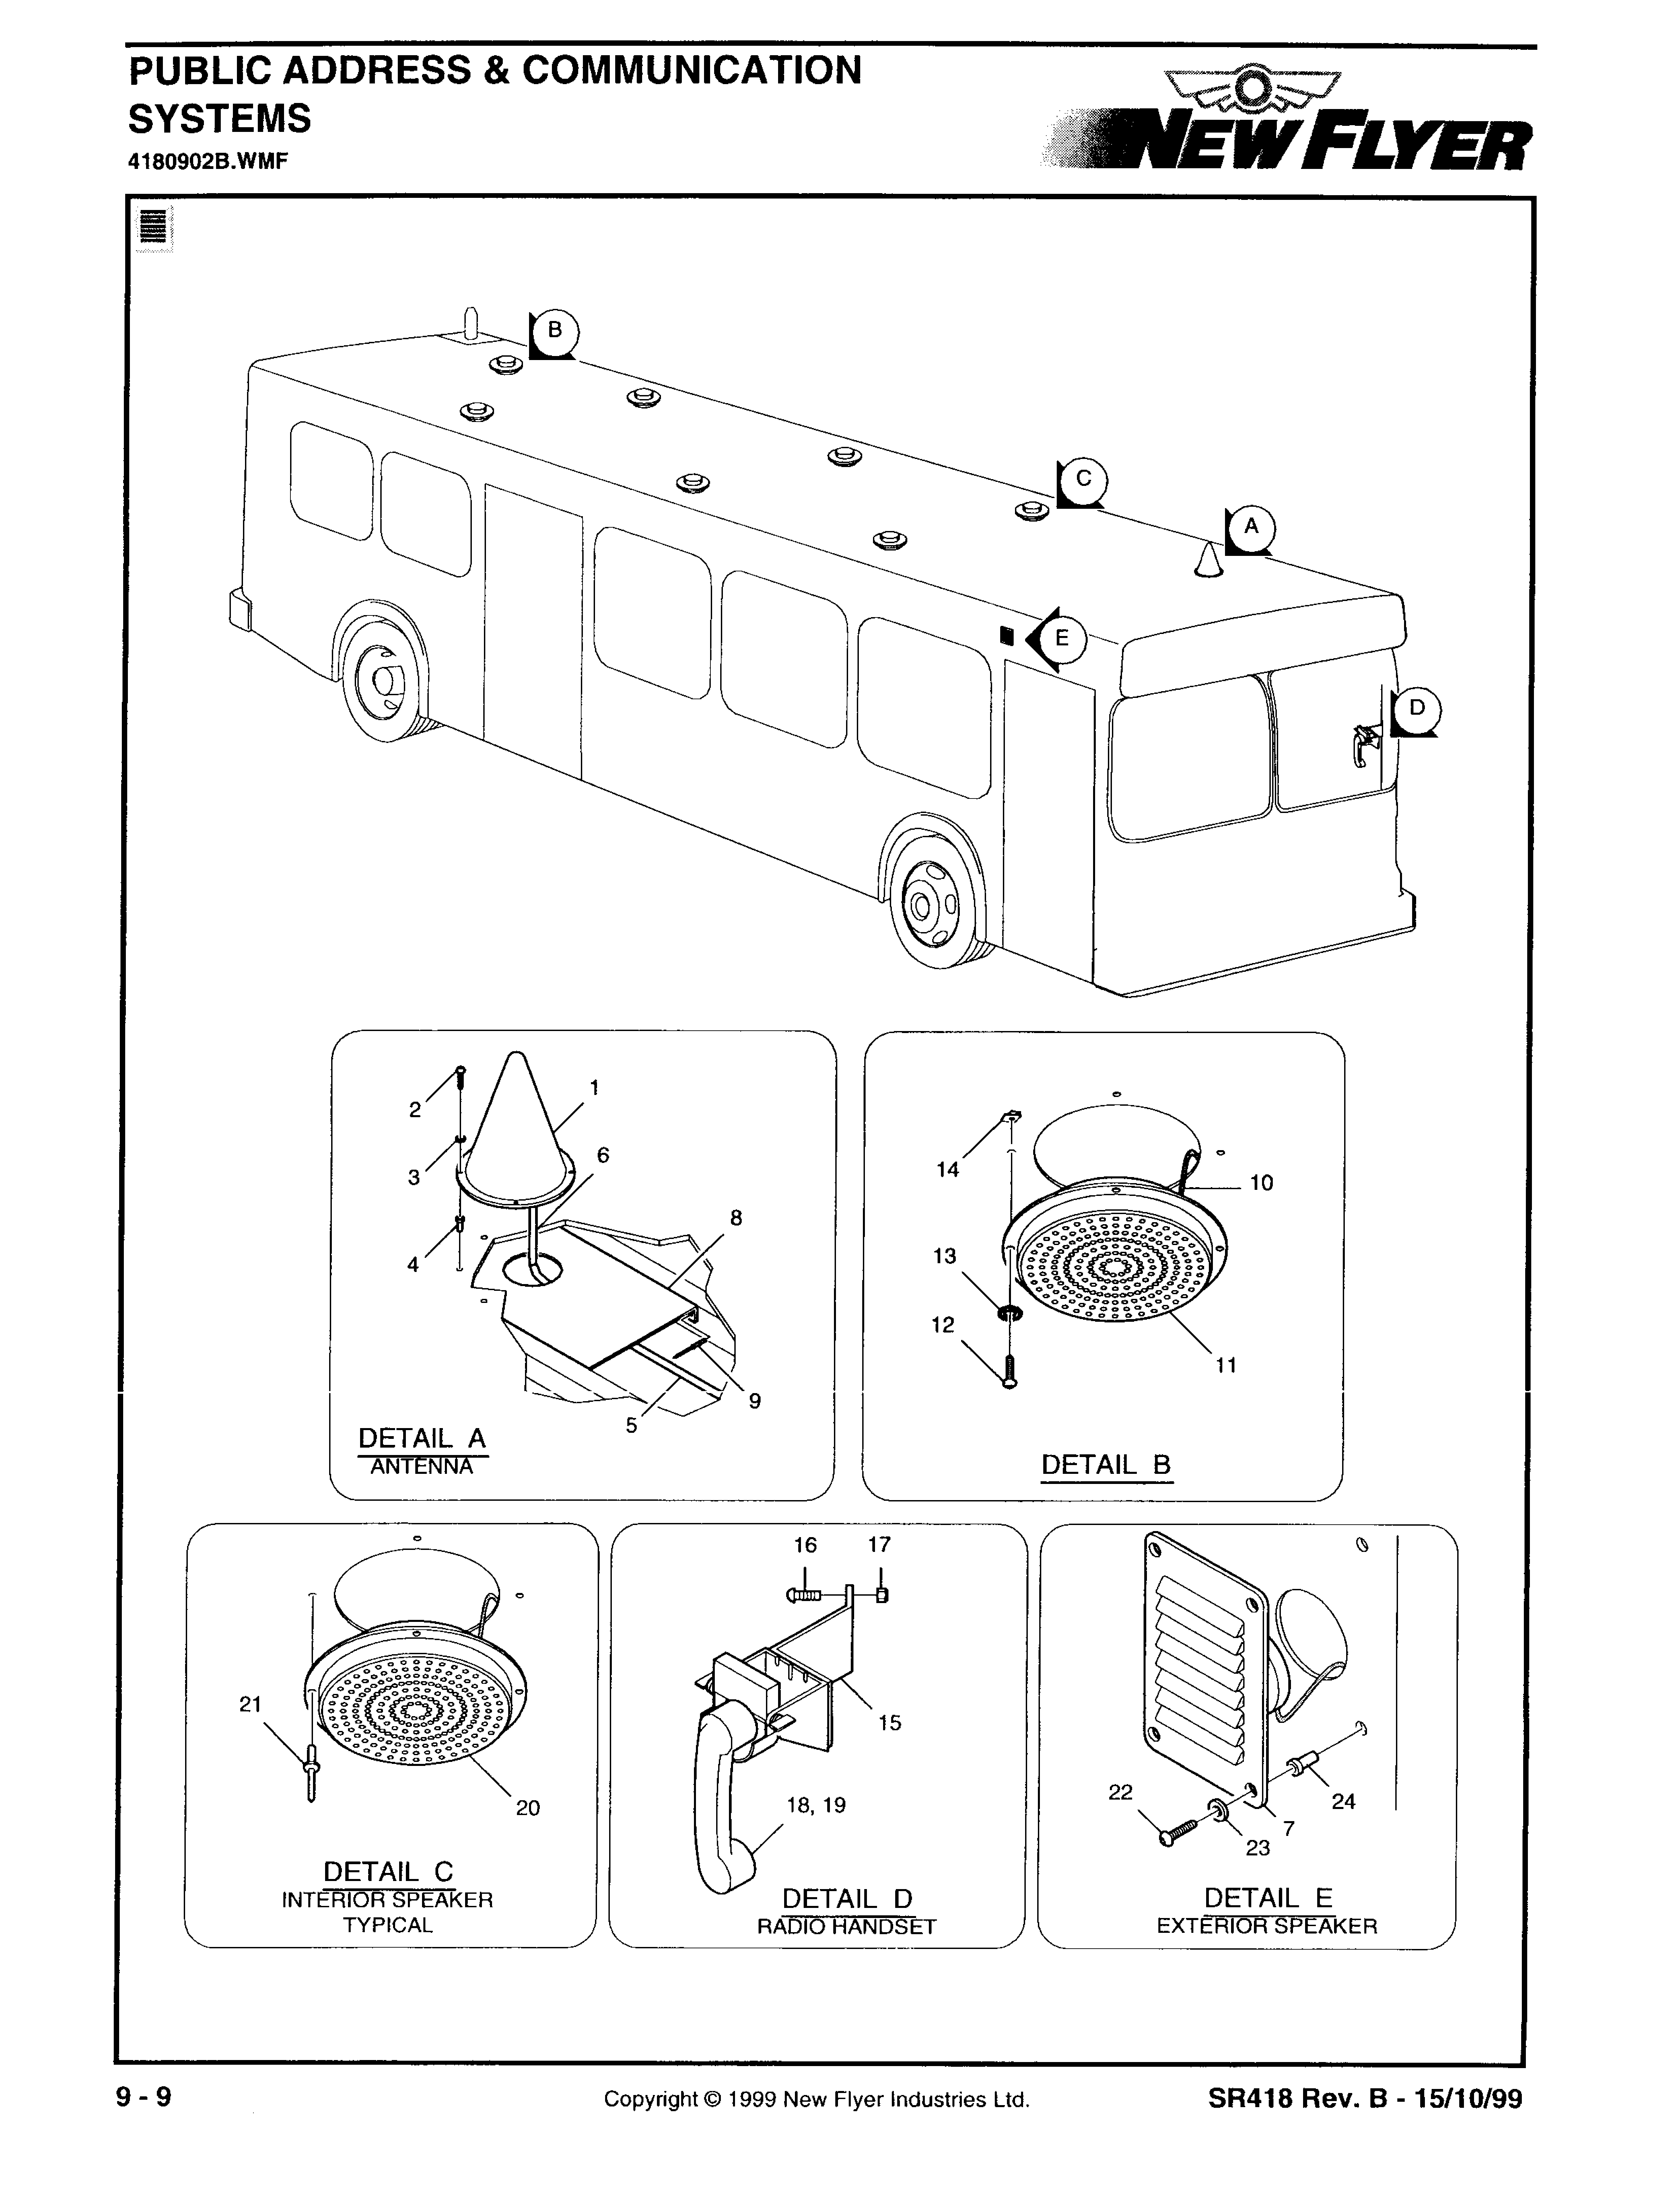 PUBLIC ADDRESS & COMMUNICATION
SYSTEMS
4180902B.WMF
NEW FLYER
B
C
A
E
D
1
2
3
6
4
8
9
5
DETAIL A
ANTENNA
14
10
13
12
11
DETAIL B
21
20
DETAIL C
INTERIOR SPEAKER
TYPICAL
16 17
15
18, 19
DETAIL D
RADIO HANDSET
22
24
7
23
DETAIL E
EXTERIOR SPEAKER
9 - 9
Copyright © 1999 New Flyer Industries Ltd.
SR418 Rev. B - 15/10/99